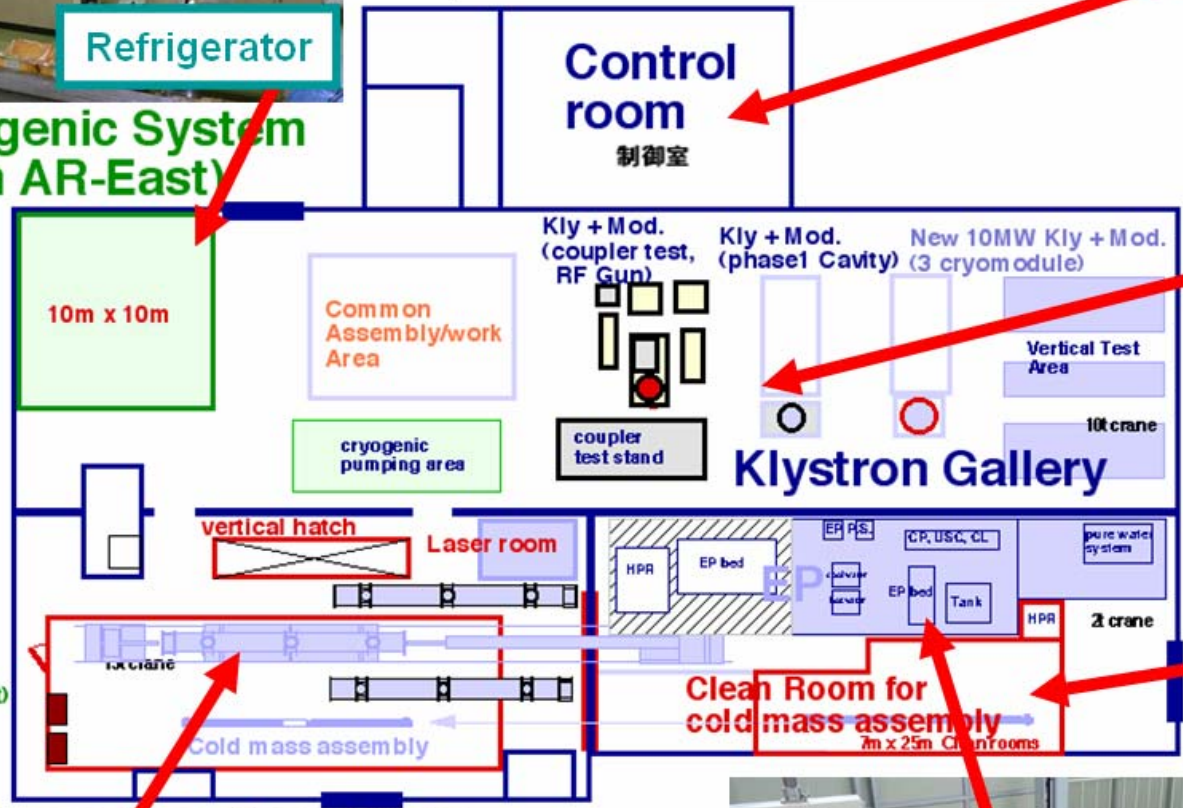 Refrigerator
genic System
AR-East)
Control
room
制御室
Kly + Mod.
(coupler test,
RF Gun)
Kly + Mod.
(phase1 Cavity)
New 10MW Kly + Mod.
(3 cryomodule)
10m x 10m
Common
Assembly/work
Area
Vertical Test
Area
10t crane
cryogenic
pumping area
coupler
test stand
Klystron Gallery
vertical hatch
Laser room
HPR
EP bed
EP
EP P.S.
CP, USC, CL
EP bed
Tank
pure water
system
HPR
2t crane
crane
Clean Room for
cold mass assembly
7m x 25m Cleanrooms
Cold mass assembly